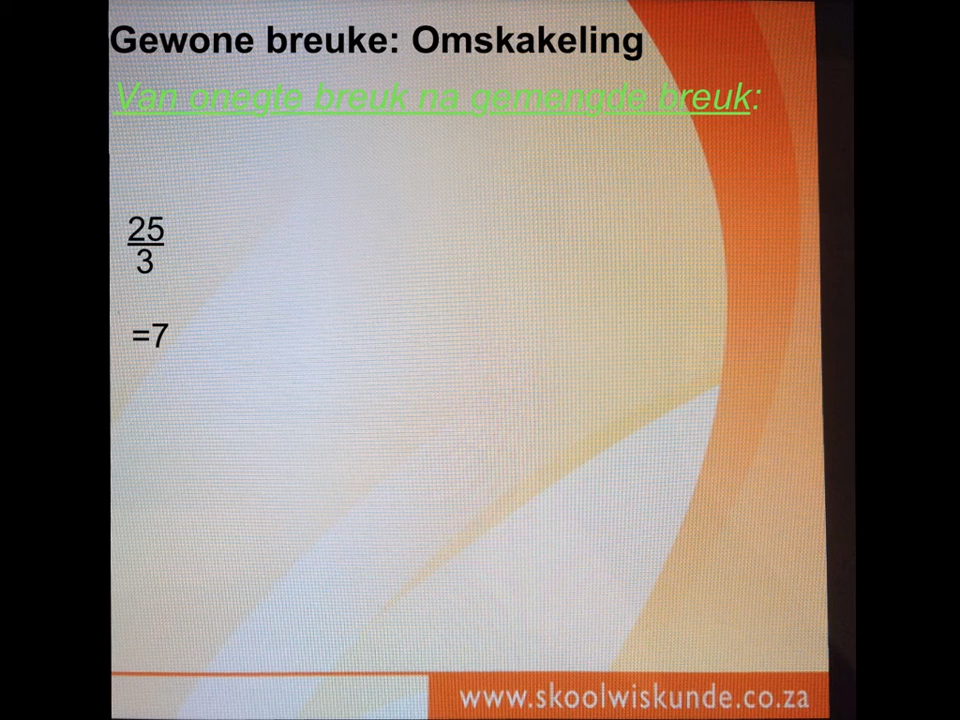 Gewone breuke: Omskakeling
Van onegte breuk na gemengde breuk:
25
3
=7
www.skoolwiskunde.co.za